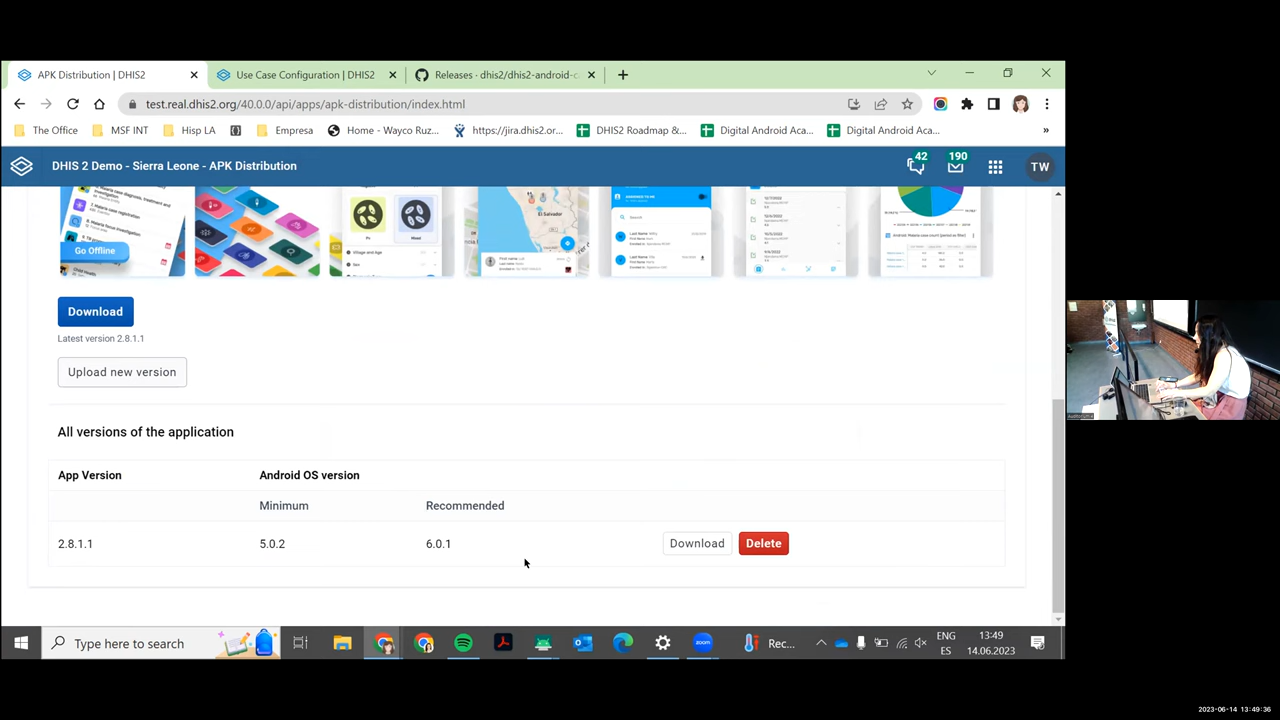 APK Distribution | DHIS2
Use Case Configuration | DHIS2
Releases · dhis2/dhis2-android-c
test.real.dhis2.org/40.0.0/api/apps/apk-distribution/index.html
The Office
MSF INT
Hisp LA
Empresa
Home - Wayco Ruz...
https://jira.dhis2.or...
DHIS2 Roadmap &...
Digital Android Aca...
Digital Android Aca...
»
DHIS 2 Demo - Sierra Leone - APK Distribution
42
190
TW
Go Offline
El Salvador
Search
Download
Latest version 2.8.1.1
Upload new version
All versions of the application
App Version
Android OS version
Minimum
Recommended
2.8.1.1
5.0.2
6.0.1
Download
Delete
Type here to search
zoom
Rec...
ENG
ES
13:49
14.06.2023
2023-06-14 13:49:36